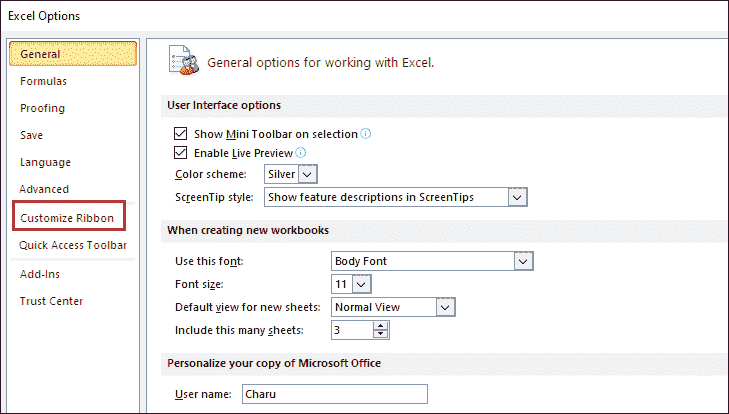 Excel Options
General
Formulas
Proofing
Save
Language
Advanced
Customize Ribbon
Quick Access Toolbar
Add-Ins
Trust Center
General options for working with Excel.
User Interface options
Show Mini Toolbar on selection
Enable Live Preview
Color scheme: Silver
ScreenTip style: Show feature descriptions in ScreenTips
When creating new workbooks
Use this font: Body Font
Font size: 11
Default view for new sheets: Normal View
Include this many sheets: 3
Personalize your copy of Microsoft Office
User name: Charu